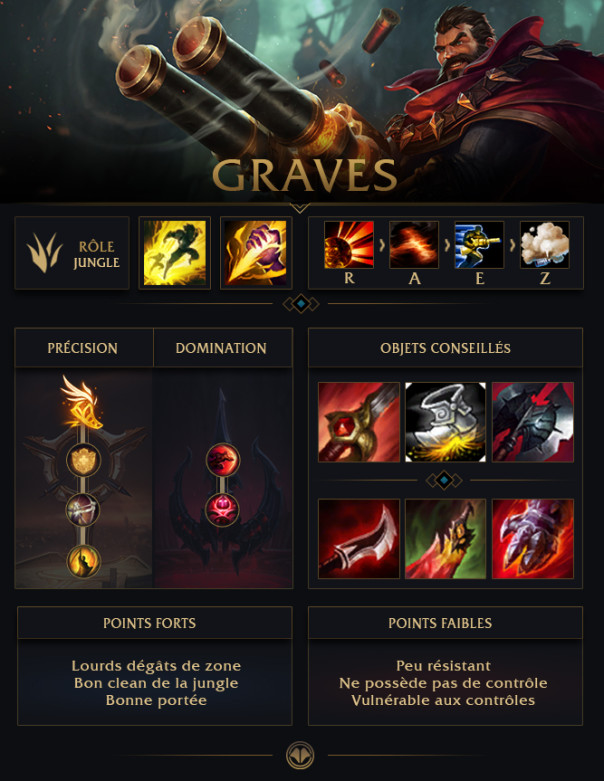 GRAVES
RÔLE
JUNGLE
R
A
E
Z
PRÉCISION
DOMINATION
OBJETS CONSEILLÉS
POINTS FORTS
Lourds dégâts de zone
Bon clean de la jungle
Bonne portée
POINTS FAIBLES
Peu résistant
Ne possède pas de contrôle
Vulnérable aux contrôles